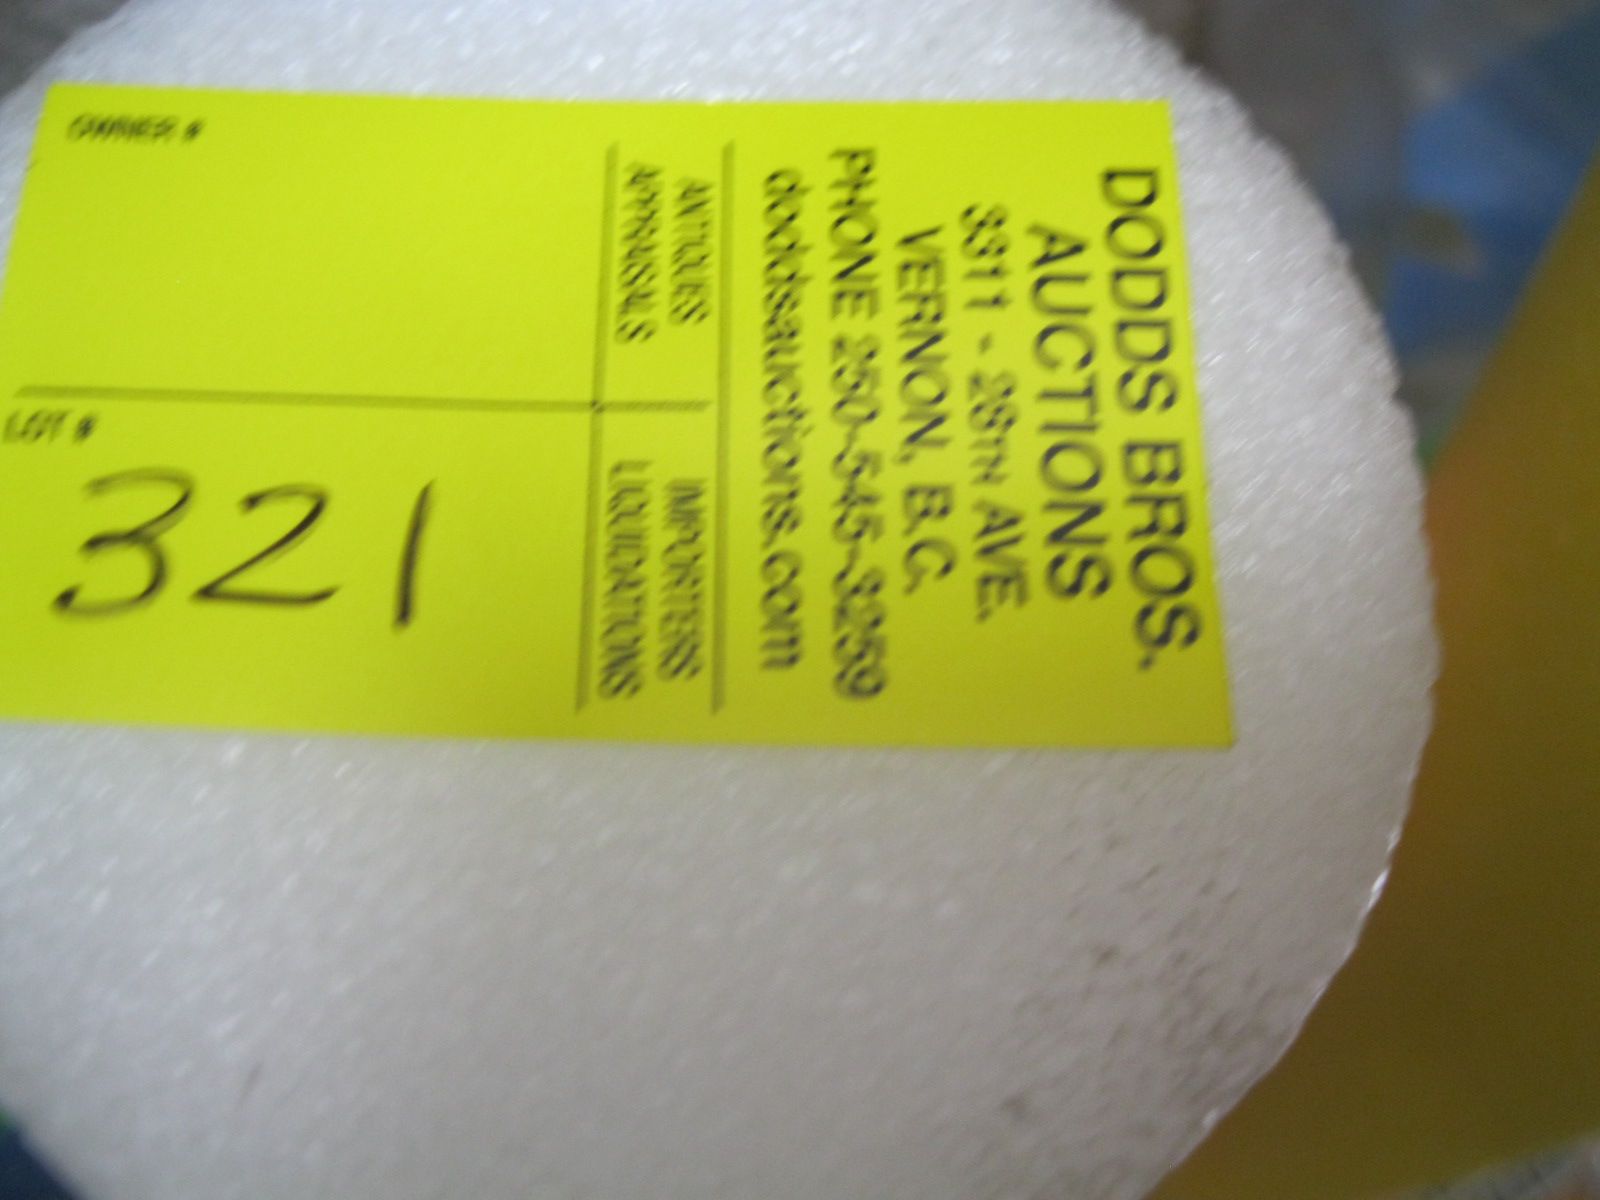 DODDS BROS.
AUCTIONS
3311 - 28TH AVE.
VERNON, B.C.
PHONE 250-545-3259
doddsauctions.com
ANTIQUES
APPRAISALS
IMPORTERS
LIQUIDATIONS
OWNER #
LOT #
321